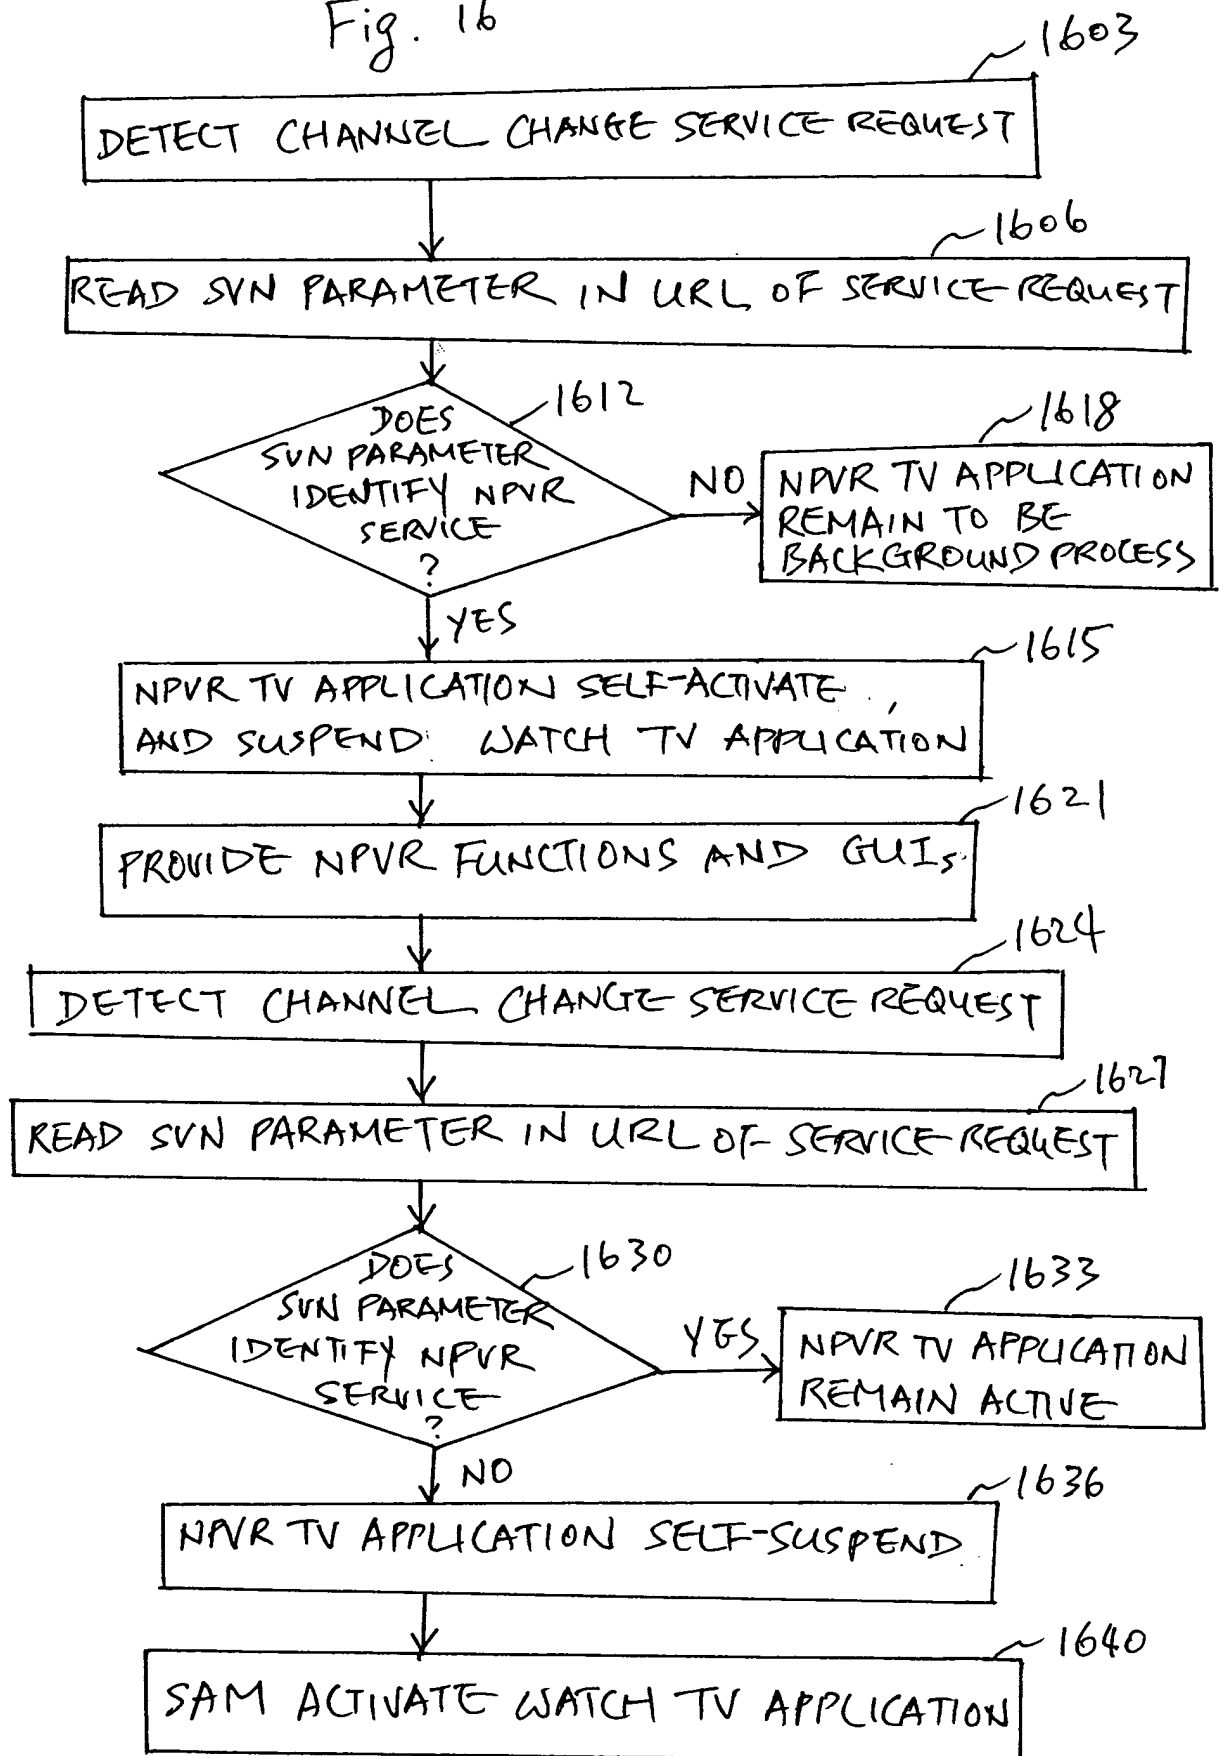 Fig. 16
1603
DETECT CHANNEL CHANGE SERVICE REQUEST
1606
READ SVN PARAMETER IN URL OF SERVICE REQUEST
1612
DOES
SVN PARAMETER
IDENTIFY NPVR
SERVICE
?
NO
1618
NPVR TV APPLICATION
REMAIN TO BE
BACKGROUND PROCESS
YES
1615
NPVR TV APPLICATION SELF-ACTIVATE,
AND SUSPEND WATCH TV APPLICATION
1621
PROVIDE NPVR FUNCTIONS AND GUIs
1624
DETECT CHANNEL CHANGE SERVICE REQUEST
1627
READ SVN PARAMETER IN URL OF SERVICE REQUEST
1630
DOES
SVN PARAMETER
IDENTIFY NPVR
SERVICE
?
YES
1633
NPVR TV APPLICATION
REMAIN ACTIVE
NO
1636
NPVR TV APPLICATION SELF-SUSPEND
1640
SAM ACTIVATE WATCH TV APPLICATION